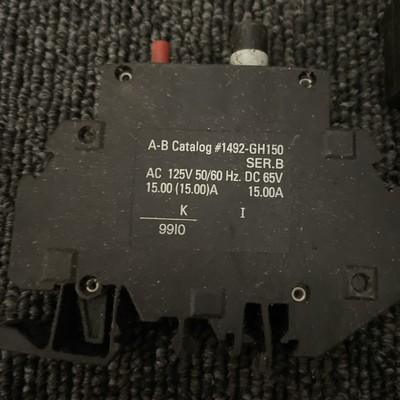 A-B Catalog #1492-GH150
SER.B
AC 125V 50/60 Hz. DC 65V
15.00 (15.00)A 15.00A
K I
9910